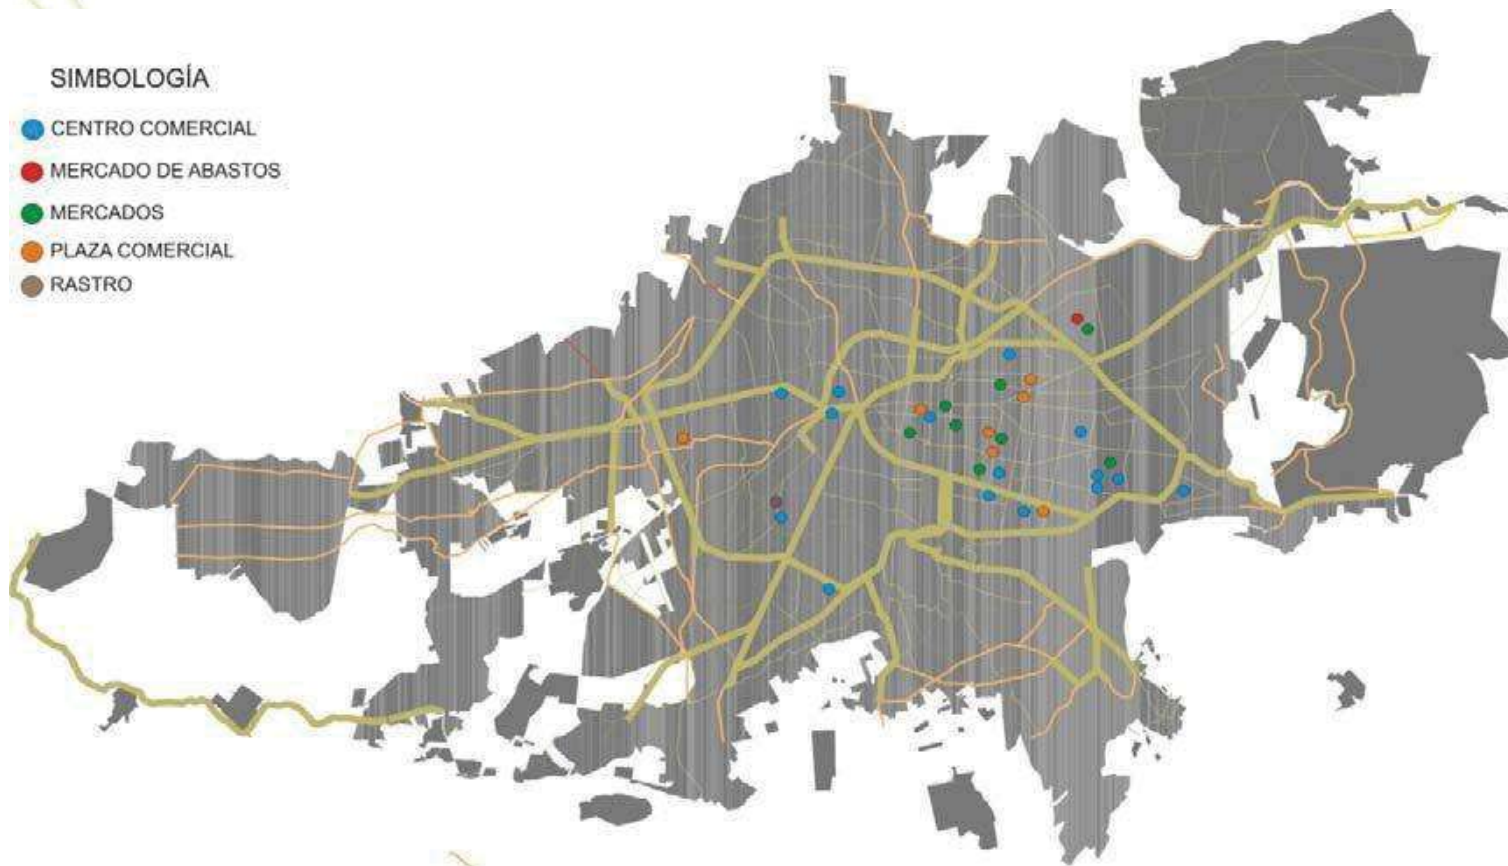 SIMBOLOGÍA
CENTRO COMERCIAL
MERCADO DE ABASTOS
MERCADOS
PLAZA COMERCIAL
RASTRO